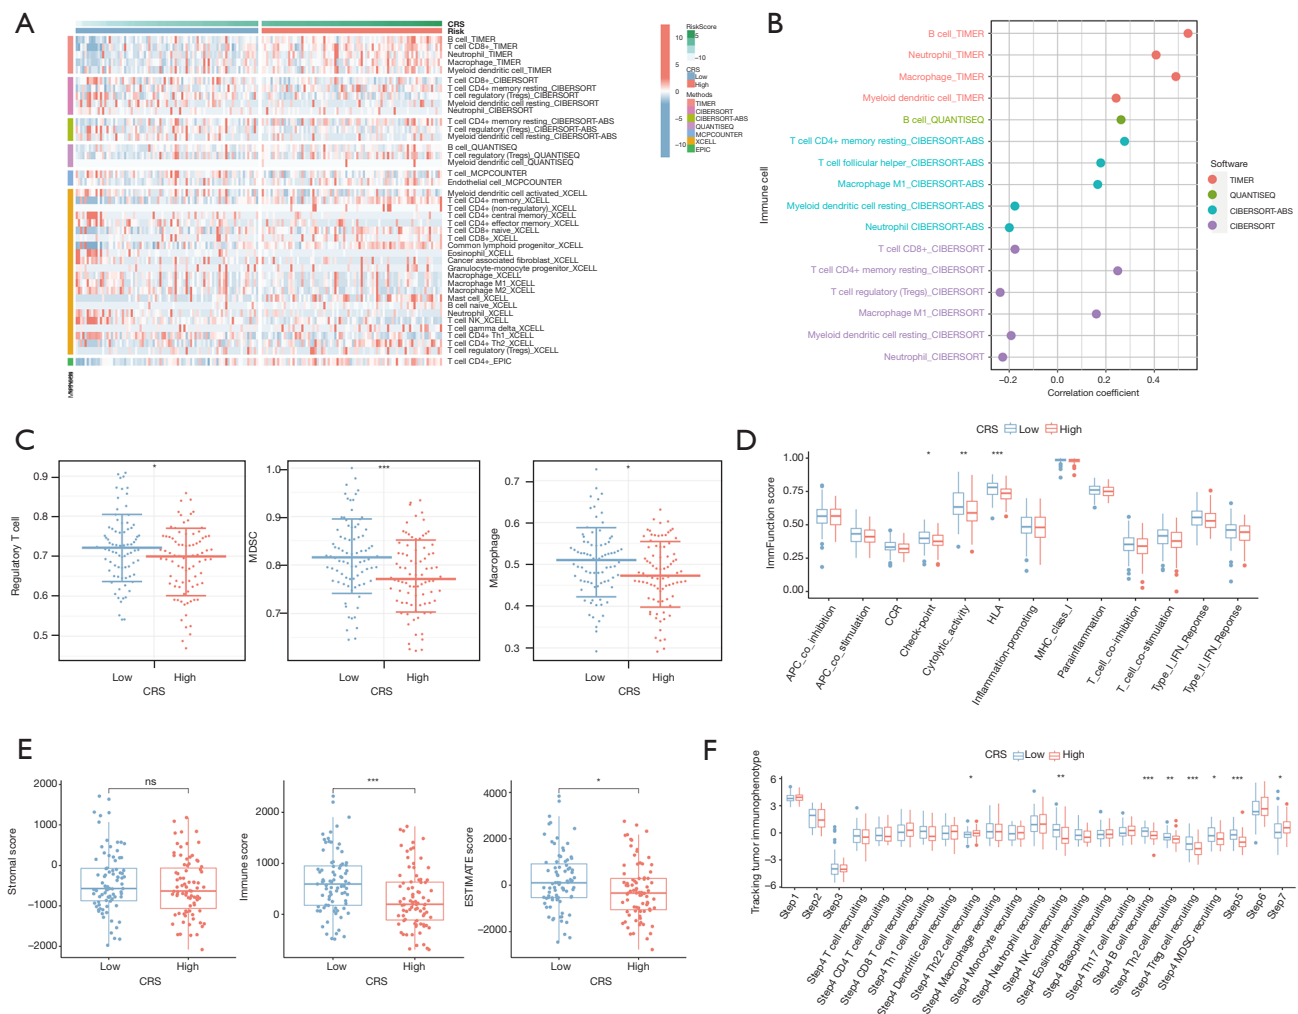 A
CRS
Risk
B cell_TIMER
T cell CD8+_TIMER
Neutrophil_TIMER
Macrophage_TIMER
Myeloid dendritic cell_TIMER
T cell CD8+_CIBERSORT
T cell CD4+ memory resting_CIBERSORT
T cell regulatory (Tregs)_CIBERSORT
Myeloid dendritic cell resting_CIBERSORT
Neutrophil_CIBERSORT
T cell CD4+ memory resting_CIBERSORT-ABS
T cell regulatory (Tregs)_CIBERSORT-ABS
Myeloid dendritic cell resting_CIBERSORT-ABS
B cell_QUANTISEQ
T cell regulatory (Tregs)_QUANTISEQ
Myeloid dendritic cell_QUANTISEQ
T cell_MCPCOUNTER
Endothelial cell_MCPCOUNTER
Myeloid dendritic cell activated_XCELL
T cell CD4+ memory_XCELL
T cell CD4+ (non-regulatory)_XCELL
T cell CD4+ central memory_XCELL
T cell CD4+ effector memory_XCELL
T cell CD8+ naive_XCELL
T cell CD8+_XCELL
Common lymphoid progenitor_XCELL
Eosinophil_XCELL
Cancer associated fibroblast_XCELL
Granulocyte-monocyte progenitor_XCELL
Macrophage_XCELL
Macrophage M1_XCELL
Macrophage M2_XCELL
Mast cell_XCELL
B cell naive_XCELL
Neutrophil_XCELL
T cell NK_XCELL
T cell gamma delta_XCELL
T cell CD4+ Th1_XCELL
T cell CD4+ Th2_XCELL
T cell regulatory (Tregs)_XCELL
T cell CD4+_EPIC
10
5
0
−5
−10
RiskScore
5
−10
CRS
Low
High
Methods
TIMER
CIBERSORT
CIBERSORT-ABS
QUANTISEQ
MCPCOUNTER
XCELL
EPIC
B
Immune cell
B cell_TIMER
Neutrophil_TIMER
Macrophage_TIMER
Myeloid dendritic cell_TIMER
B cell_QUANTISEQ
T cell CD4+ memory resting_CIBERSORT-ABS
T cell follicular helper_CIBERSORT-ABS
Macrophage M1_CIBERSORT-ABS
Myeloid dendritic cell resting_CIBERSORT-ABS
Neutrophil CIBERSORT-ABS
T cell CD8+_CIBERSORT
T cell CD4+ memory resting_CIBERSORT
T cell regulatory (Tregs)_CIBERSORT
Macrophage M1_CIBERSORT
Myeloid dendritic cell resting_CIBERSORT
Neutrophil_CIBERSORT
−0.2 0.0 0.2 0.4
Correlation coefficient
Software
TIMER
QUANTISEQ
CIBERSORT-ABS
CIBERSORT
C
Regulatory T cell
0.9
0.8
0.7
0.6
0.5
*
Low High
CRS
MDSC
1.0
0.9
0.8
0.7
***
Low High
CRS
Macrophage
0.7
0.6
0.5
0.4
0.3
*
Low High
CRS
D
CRS Low High
ImmFunction score
1.00
0.75
0.50
0.25
0.00
* ** ***
APC_co_inhibition
APC_co_stimulation
CCR
Check-point
Cytolytic_activity
HLA
Inflammation-promoting
MHC_class_I
Parainflammation
T_cell_co-inhibition
T_cell_co-stimulation
Type_I_IFN_Reponse
Type_II_IFN_Reponse
E
Stromal score
2000
1000
0
−1000
−2000
ns
Low High
CRS
Immune score
2000
1000
0
***
Low High
CRS
ESTIMATE score
4000
2000
0
−2000
*
Low High
CRS
F
CRS Low High
Tracking tumor immunophenotype
6
3
0
−3
−6
* ** *** ** *** * *** *
Step1
Step2
Step3
Step4 T cell recruiting
Step4 CD4 T cell recruiting
Step4 CD8 T cell recruiting
Step4 Th1 cell recruiting
Step4 Dendritic cell recruiting
Step4 Th22 cell recruiting
Step4 Macrophage recruiting
Step4 Monocyte recruiting
Step4 Neutrophil recruiting
Step4 NK cell recruiting
Step4 Eosinophil recruiting
Step4 Basophil recruiting
Step4 Th17 cell recruiting
Step4 B cell recruiting
Step4 Th2 cell recruiting
Step4 Treg cell recruiting
Step4 MDSC recruiting
Step5
Step6
Step7